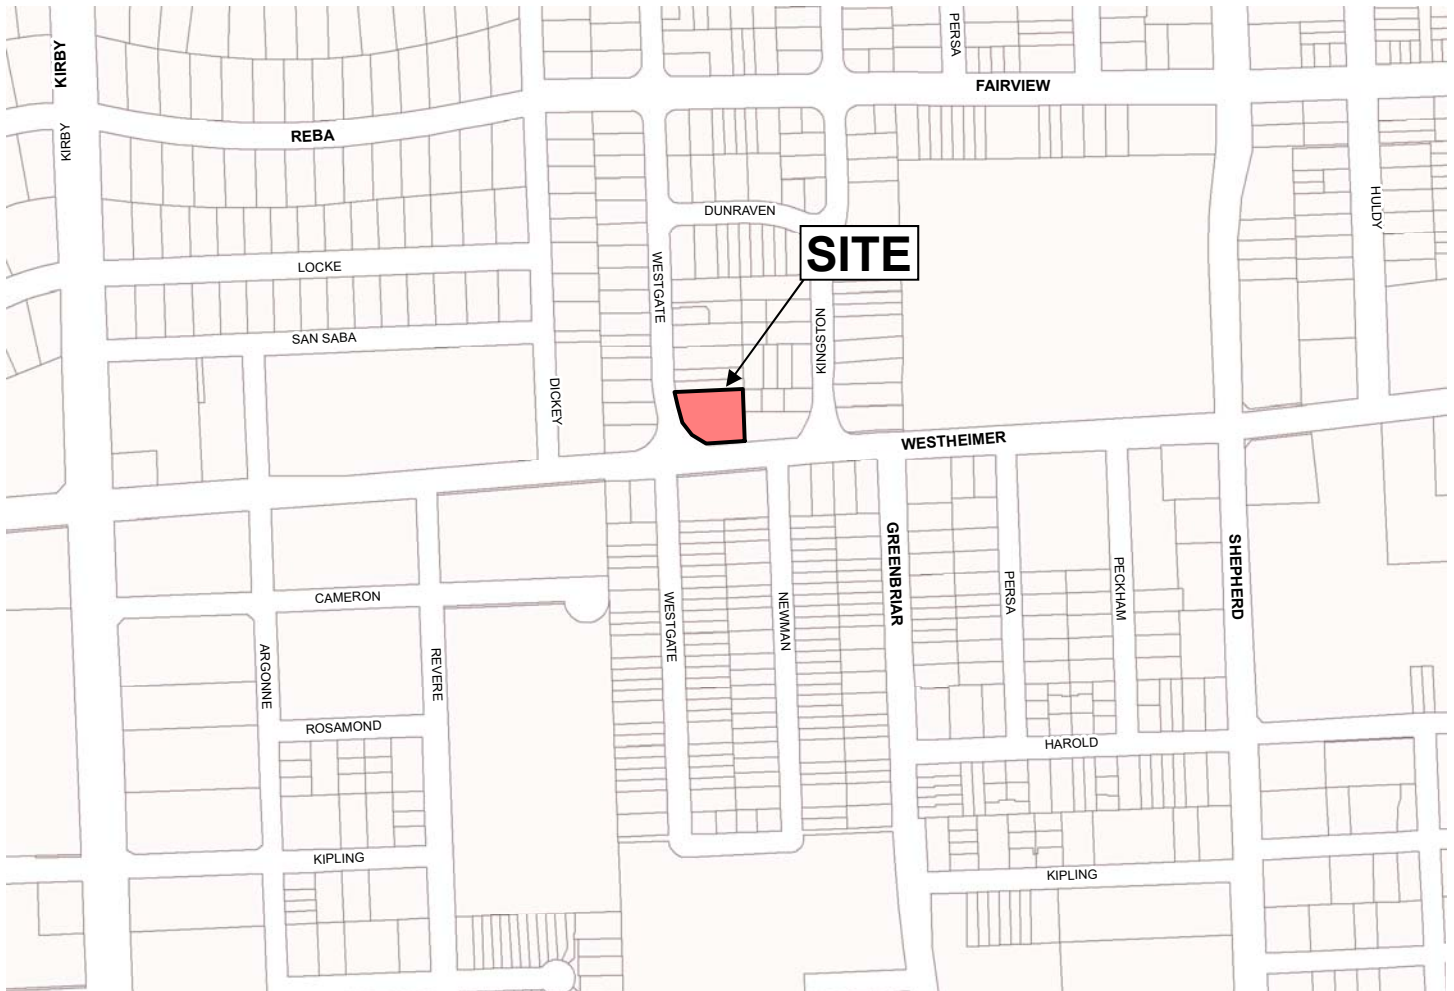 KIRBY
PERSA
FAIRVIEW
KIRBY
REBA
HULDY
DUNRAVEN
SITE
LOCKE
WESTGATE
KINGSTON
SAN SABA
DICKEY
WESTHEIMER
GREENBRIAR
SHEPHERD
PERSA
PECKHAM
CAMERON
WESTGATE
NEWMAN
ARGONNE
REVERE
ROSAMOND
HAROLD
KIPLING
KIPLING